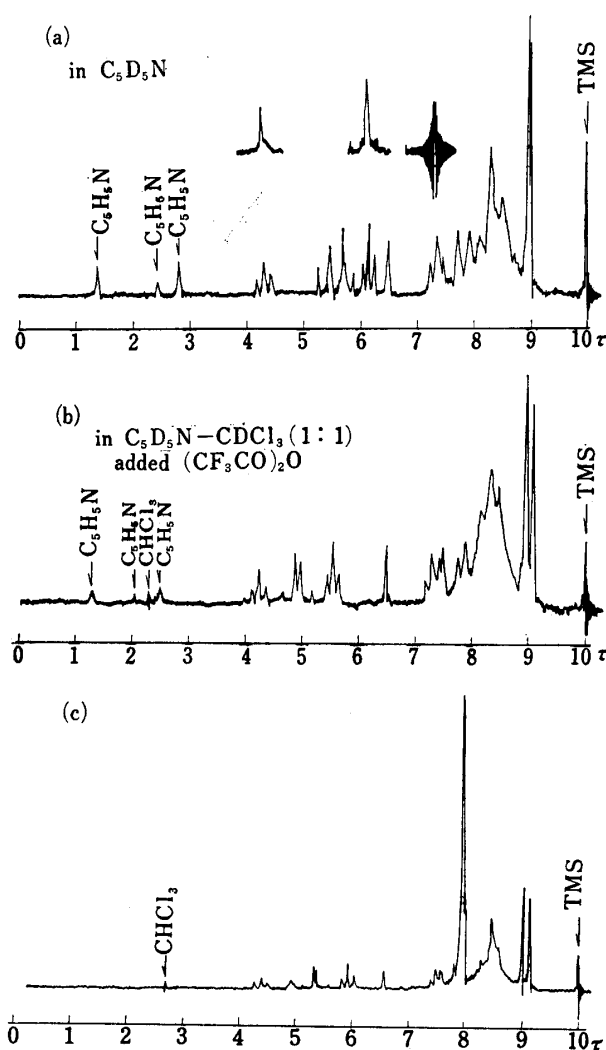 (a)
in C₅D₅N
C₅H₅N
C₅H₅N
C₅H₅N
TMS
0 1 2 3 4 5 6 7 8 9 10 τ
(b)
in C₅D₅N−CDCl₃ (1 : 1)
added (CF₃CO)₂O
C₅H₅N
C₅H₅N
CHCl₃
C₅H₅N
TMS
0 1 2 3 4 5 6 7 8 9 10 τ
(c)
CHCl₃
TMS
0 1 2 3 4 5 6 7 8 9 10 τ